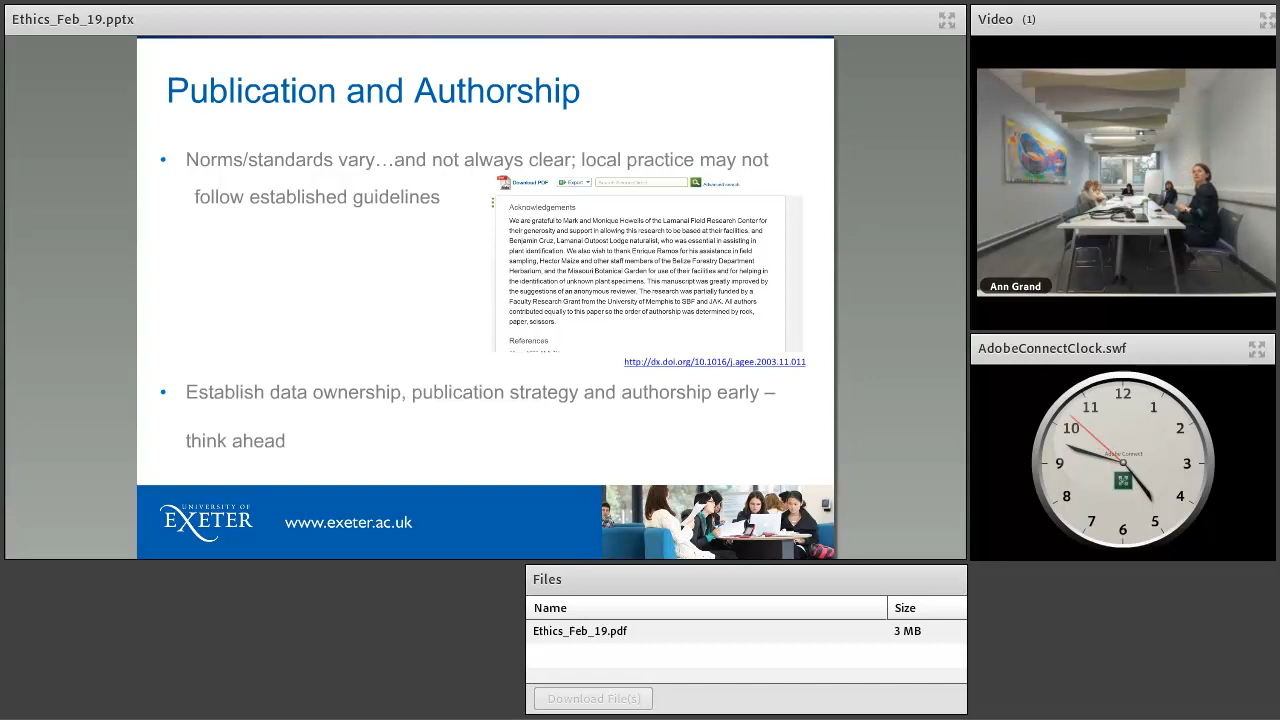 Ethics_Feb_19.pptx
Publication and Authorship
• Norms/standards vary…and not always clear; local practice may not
follow established guidelines
Download PDF
Export
Search ScienceDirect
Advanced search
Acknowledgements
We are grateful to Mark and Monique Howells of the Lamanai Field Research Center for
their generosity and support in allowing this research to be based at their facilities, and
Benjamin Cruz, Lamanai Outpost Lodge naturalist, who was essential in assisting in
plant identification. We also wish to thank Enrique Ramos for his assistance in field
sampling, Hector Maize and other staff members of the Belize Forestry Department
Herbarium, and the Missouri Botanical Garden for use of their facilities and for helping in
the identification of unknown plant specimens. This manuscript was greatly improved by
the suggestions of an anonymous reviewer. The research was partially funded by a
Faculty Research Grant from the University of Memphis to SBF and JAK. All authors
contributed equally to this paper so the order of authorship was determined by rock,
paper, scissors.
References
http://dx.doi.org/10.1016/j.agee.2003.11.011
• Establish data ownership, publication strategy and authorship early –
think ahead
UNIVERSITY OF
EXETER
www.exeter.ac.uk
Video (1)
Ann Grand
AdobeConnectClock.swf
12
1
2
3
4
5
6
7
8
9
10
11
Adobe Connect
Files
Name Size
Ethics_Feb_19.pdf 3 MB
Download File(s)